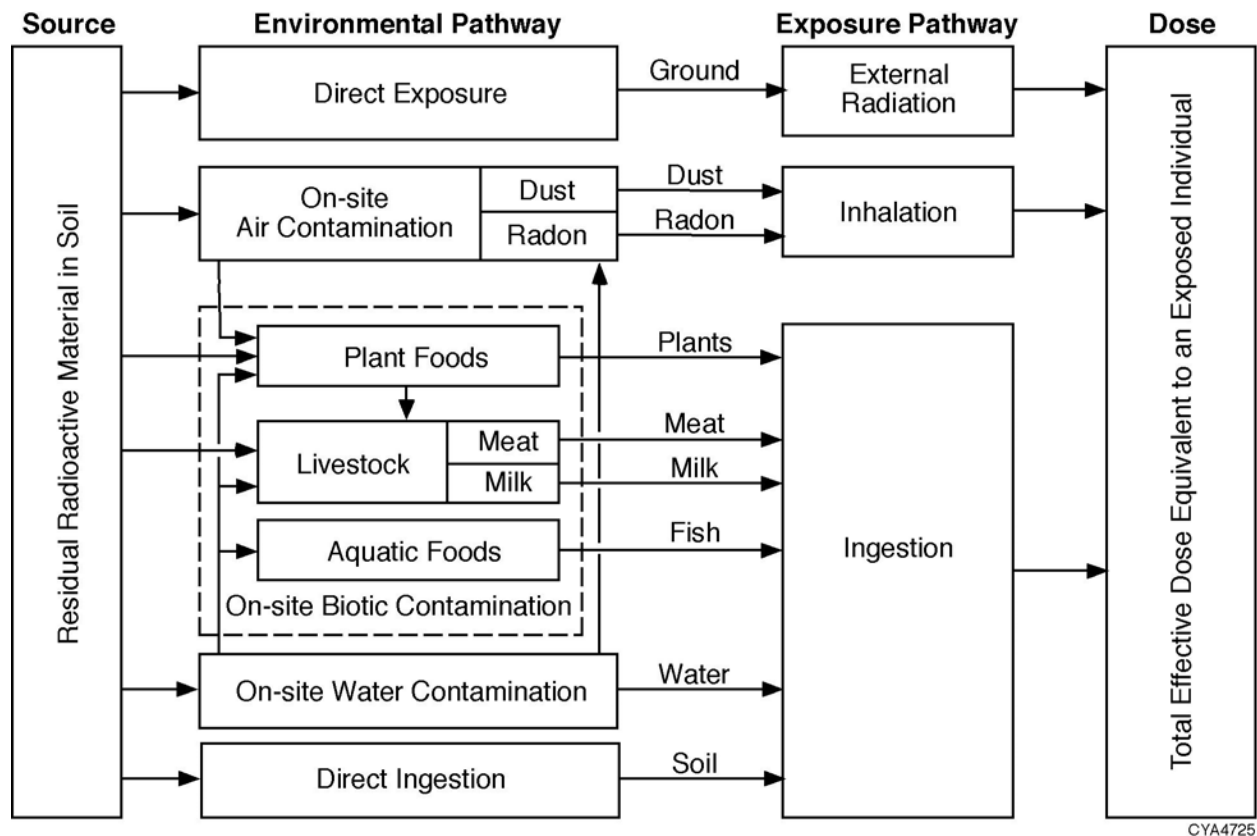 Source
Environmental Pathway
Exposure Pathway
Dose
Residual Radioactive Material in Soil
Direct Exposure
Ground
External
Radiation
On-site
Air Contamination
Dust
Radon
Dust
Radon
Inhalation
Plant Foods
Plants
Livestock
Meat
Milk
Meat
Milk
Aquatic Foods
Fish
On-site Biotic Contamination
Ingestion
On-site Water Contamination
Water
Direct Ingestion
Soil
Total Effective Dose Equivalent to an Exposed Individual
CYA4725